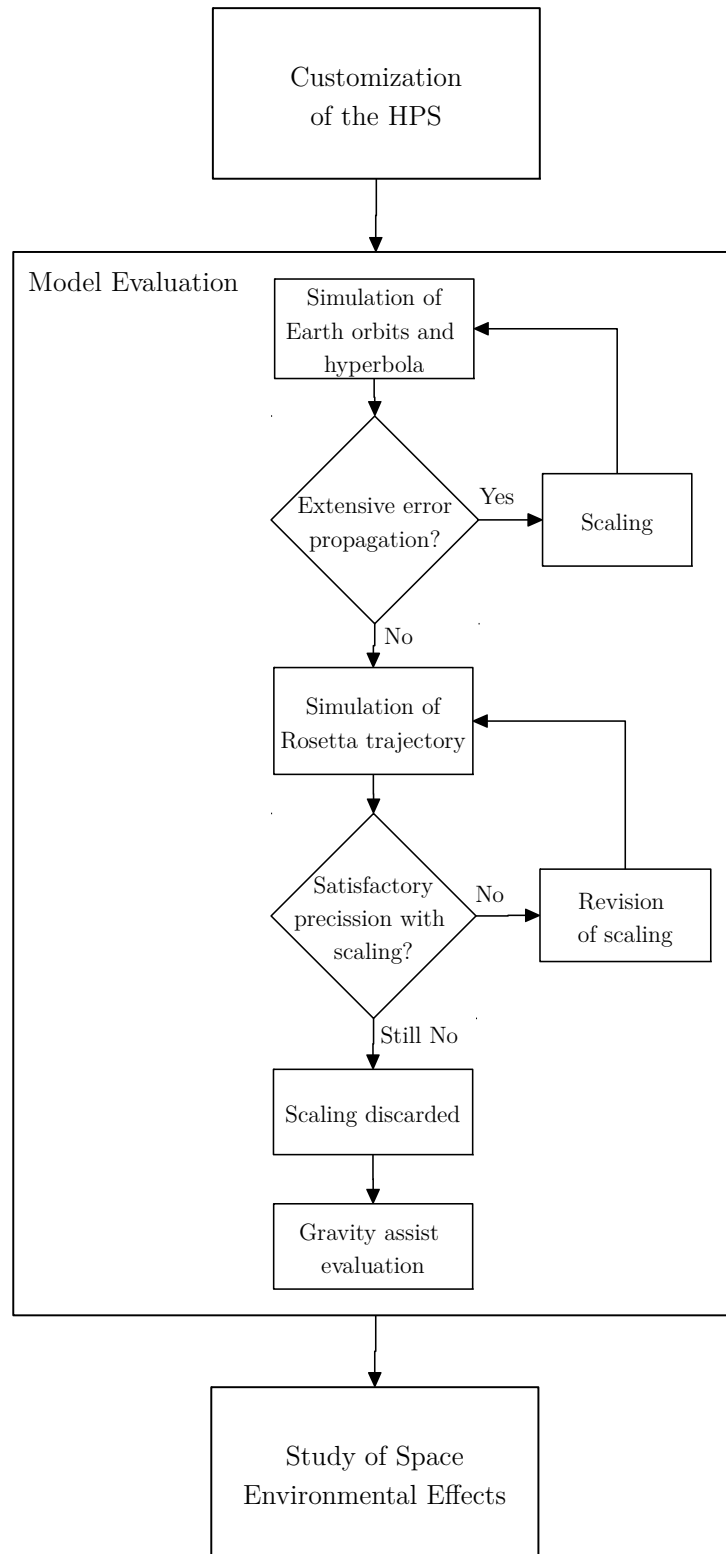 Customization
of the HPS
Model Evaluation
Simulation of
Earth orbits and
hyperbola
Extensive error
propagation?
Yes
Scaling
No
Simulation of
Rosetta trajectory
Satisfactory
precission with
scaling?
No
Revision
of scaling
Still No
Scaling discarded
Gravity assist
evaluation
Study of Space
Environmental Effects